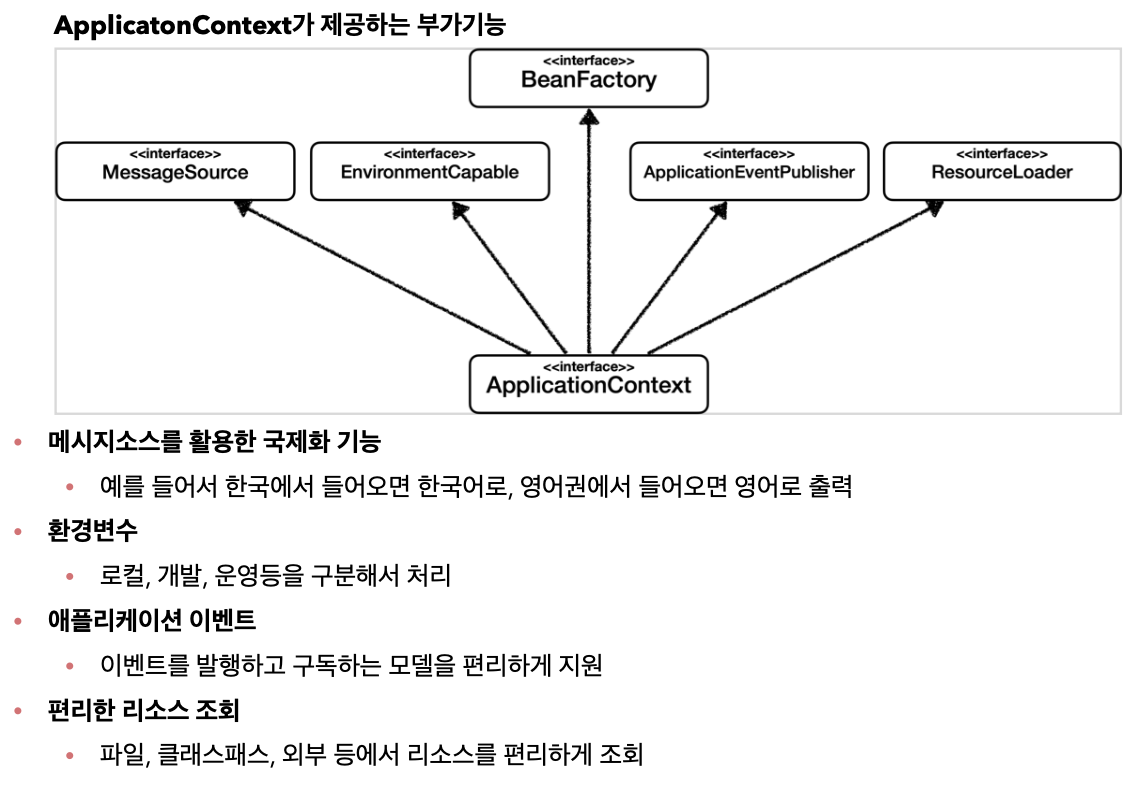 ApplicatonContext가 제공하는 부가기능
<<interface>>
BeanFactory
<<interface>>
MessageSource
<<interface>>
EnvironmentCapable
<<interface>>
ApplicationEventPublisher
<<interface>>
ResourceLoader
<<interface>>
ApplicationContext
• 메시지소스를 활용한 국제화 기능
• 예를 들어서 한국에서 들어오면 한국어로, 영어권에서 들어오면 영어로 출력
• 환경변수
• 로컬, 개발, 운영등을 구분해서 처리
• 애플리케이션 이벤트
• 이벤트를 발행하고 구독하는 모델을 편리하게 지원
• 편리한 리소스 조회
• 파일, 클래스패스, 외부 등에서 리소스를 편리하게 조회